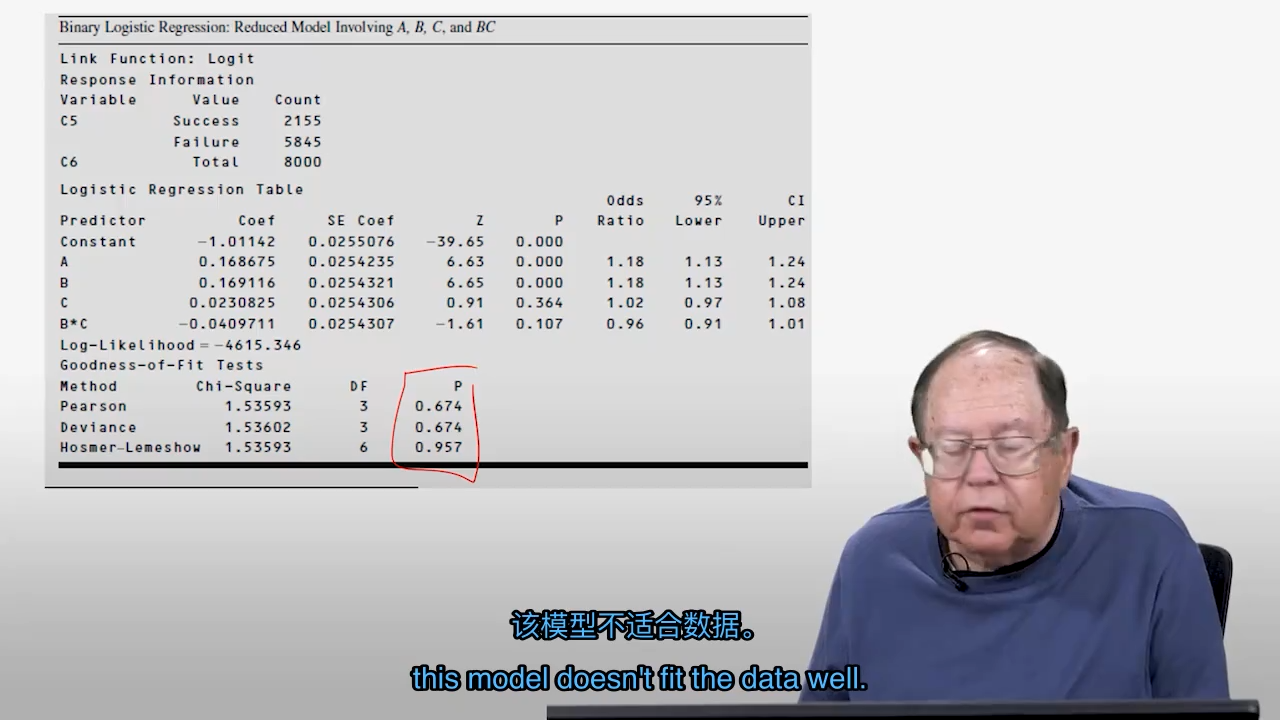 Binary Logistic Regression: Reduced Model Involving A, B, C, and BC
Link Function: Logit
Response Information
Variable Value Count
C5 Success 2155
Failure 5845
C6 Total 8000
Logistic Regression Table
Odds 95% CI
Predictor Coef SE Coef Z P Ratio Lower Upper
Constant −1.01142 0.0255076 −39.65 0.000
A 0.168675 0.0254235 6.63 0.000 1.18 1.13 1.24
B 0.169116 0.0254321 6.65 0.000 1.18 1.13 1.24
C 0.0230825 0.0254306 0.91 0.364 1.02 0.97 1.08
B*C −0.0409711 0.0254307 −1.61 0.107 0.96 0.91 1.01
Log-Likelihood = −4615.346
Goodness-of-Fit Tests
Method Chi-Square DF P
Pearson 1.53593 3 0.674
Deviance 1.53602 3 0.674
Hosmer–Lemeshow 1.53593 6 0.957
该模型不适合数据。
this model doesn't fit the data well.